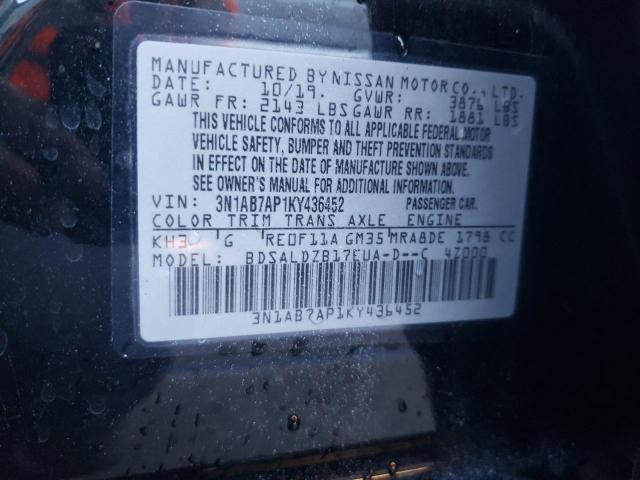 MANUFACTURED BY NISSAN MOTOR CO., LTD.
DATE: 10/19. GVWR: 3876 LBS
GAWR FR: 2143 LBS GAWR RR: 1881 LBS
THIS VEHICLE CONFORMS TO ALL APPLICABLE FEDERAL MOTOR
VEHICLE SAFETY, BUMPER AND THEFT PREVENTION STANDARDS
IN EFFECT ON THE DATE OF MANUFACTURE SHOWN ABOVE.
SEE OWNER'S MANUAL FOR ADDITIONAL INFORMATION.
VIN: 3N1AB7AP1KY436452 PASSENGER CAR.
COLOR TRIM TRANS AXLE ENGINE
KH3 G RE0F11A GM35 MRA8DE 1798 CC
MODEL: BDSALDZB17EUA-D--C 4Z000
3N1AB7AP1KY436452